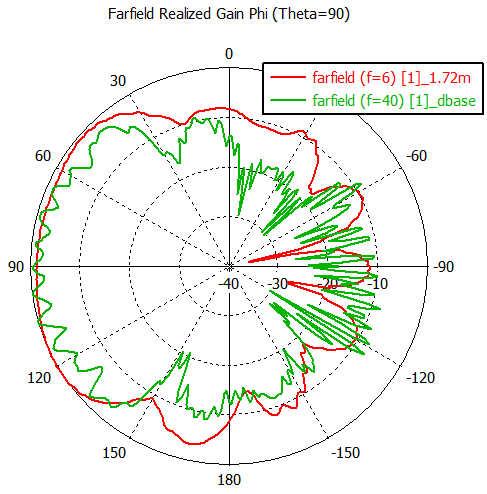 Farfield Realized Gain Phi (Theta=90)
0
farfield (f=6) [1]_1.72m
farfield (f=40) [1]_dbase
30
60
-60
90
-40 -30 -20 -10
-90
120
-120
150
-150
180